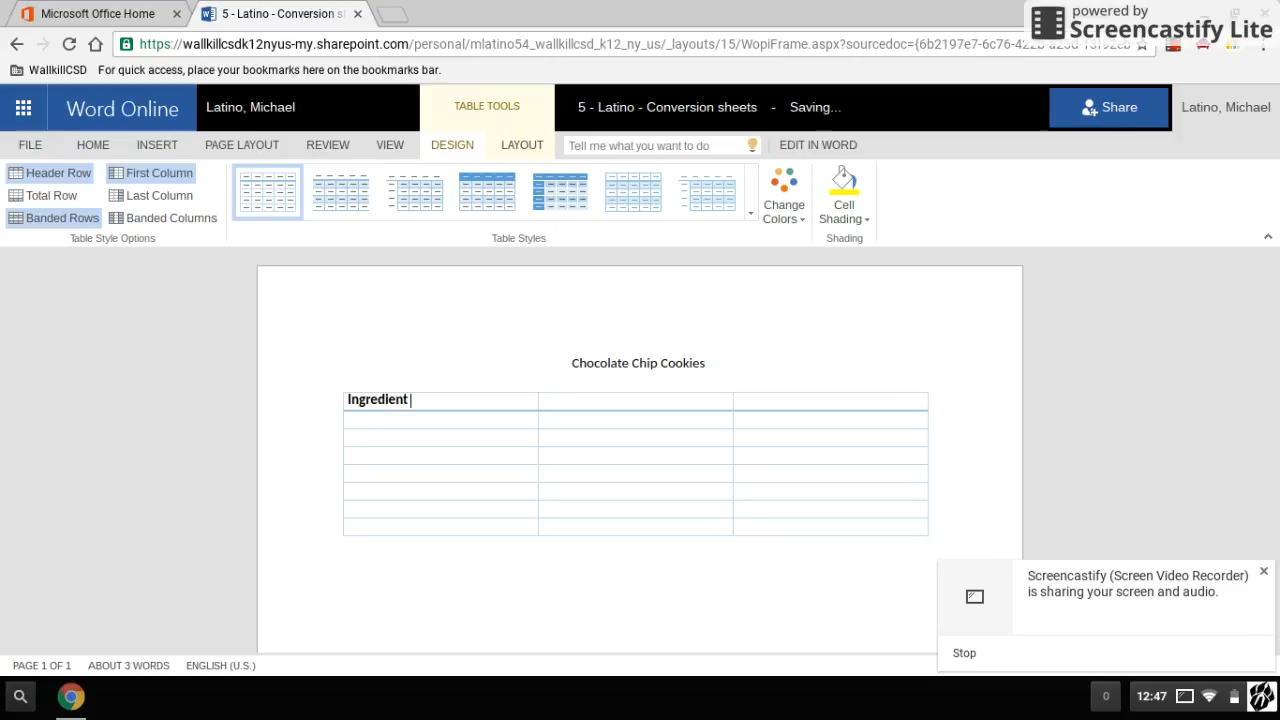 Microsoft Office Home
5 - Latino - Conversion s
powered by
Screencastify Lite
https://wallkillcsdk12nyus-my.sharepoint.com/personal/mlatino54_wallkillcsd_k12_ny_us/_layouts/15/WopiFrame.aspx?sourcedoc={6b2197e7-6c76-422b
WallkillCSD For quick access, place your bookmarks here on the bookmarks bar.
Word Online
Latino, Michael
TABLE TOOLS
5 - Latino - Conversion sheets - Saving...
Share
Latino, Michael
FILE HOME INSERT PAGE LAYOUT REVIEW VIEW DESIGN LAYOUT Tell me what you want to do EDIT IN WORD
Header Row First Column
Total Row Last Column
Banded Rows Banded Columns
Table Style Options
Table Styles
Change Colors
Cell Shading
Shading
Chocolate Chip Cookies
Ingredient
Screencastify (Screen Video Recorder)
is sharing your screen and audio.
Stop
PAGE 1 OF 1 ABOUT 3 WORDS ENGLISH (U.S.)
0 12:47